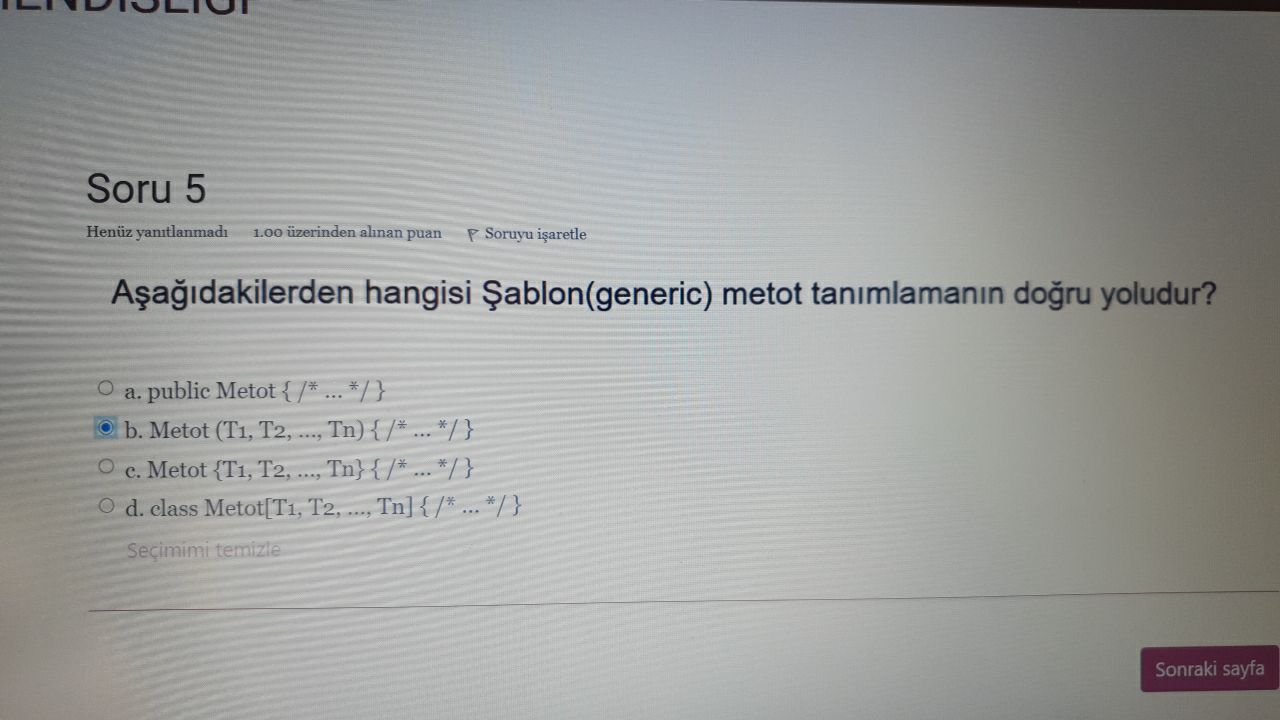 Soru 5
Henüz yanıtlanmadı 1.00 üzerinden alınan puan Soruyu işaretle
Aşağıdakilerden hangisi Şablon(generic) metot tanımlamanın doğru yoludur?
a. public Metot { /* ... */ }
b. Metot (T1, T2, ..., Tn) { /* ... */ }
c. Metot {T1, T2, ..., Tn} { /* ... */ }
d. class Metot[T1, T2, ..., Tn] { /* ... */ }
Seçimimi temizle
Sonraki sayfa